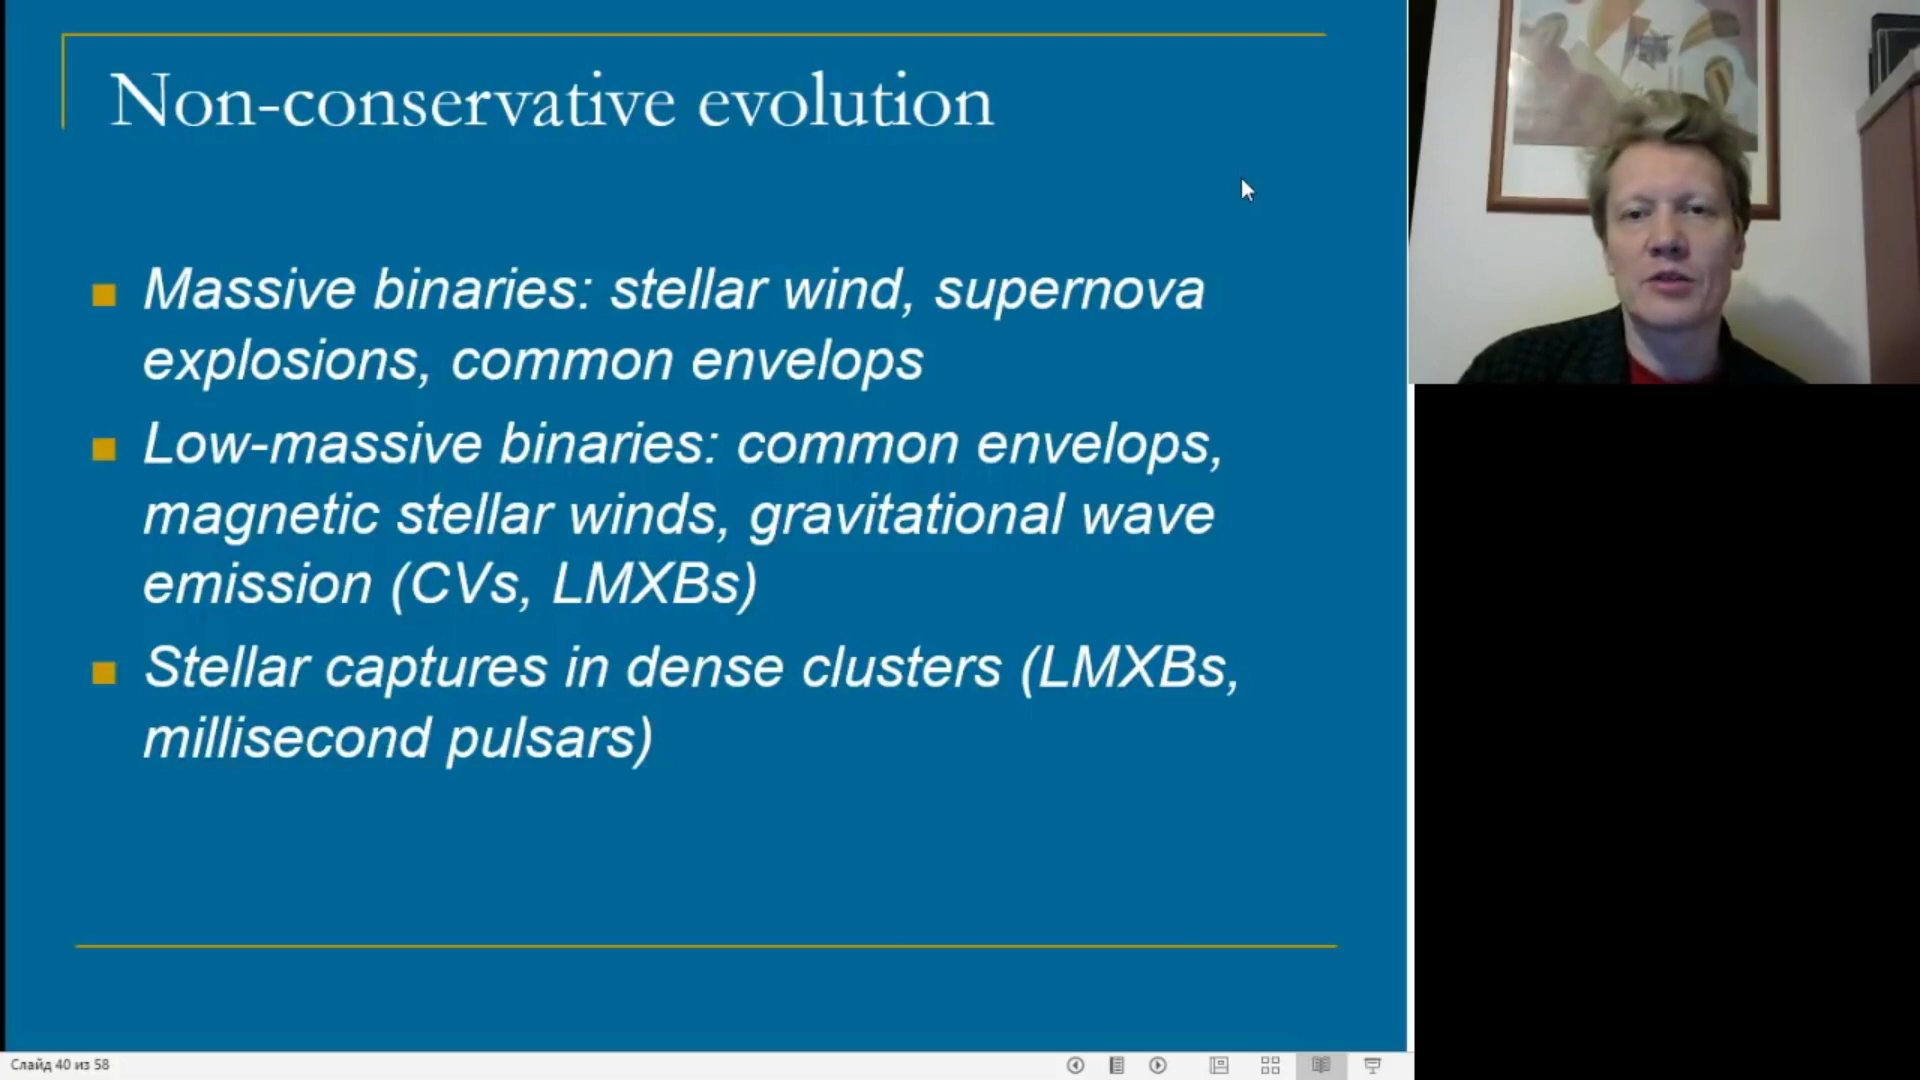 Non-conservative evolution
Massive binaries: stellar wind, supernova
explosions, common envelops
Low-massive binaries: common envelops,
magnetic stellar winds, gravitational wave
emission (CVs, LMXBs)
Stellar captures in dense clusters (LMXBs,
millisecond pulsars)
Слайд 40 из 58